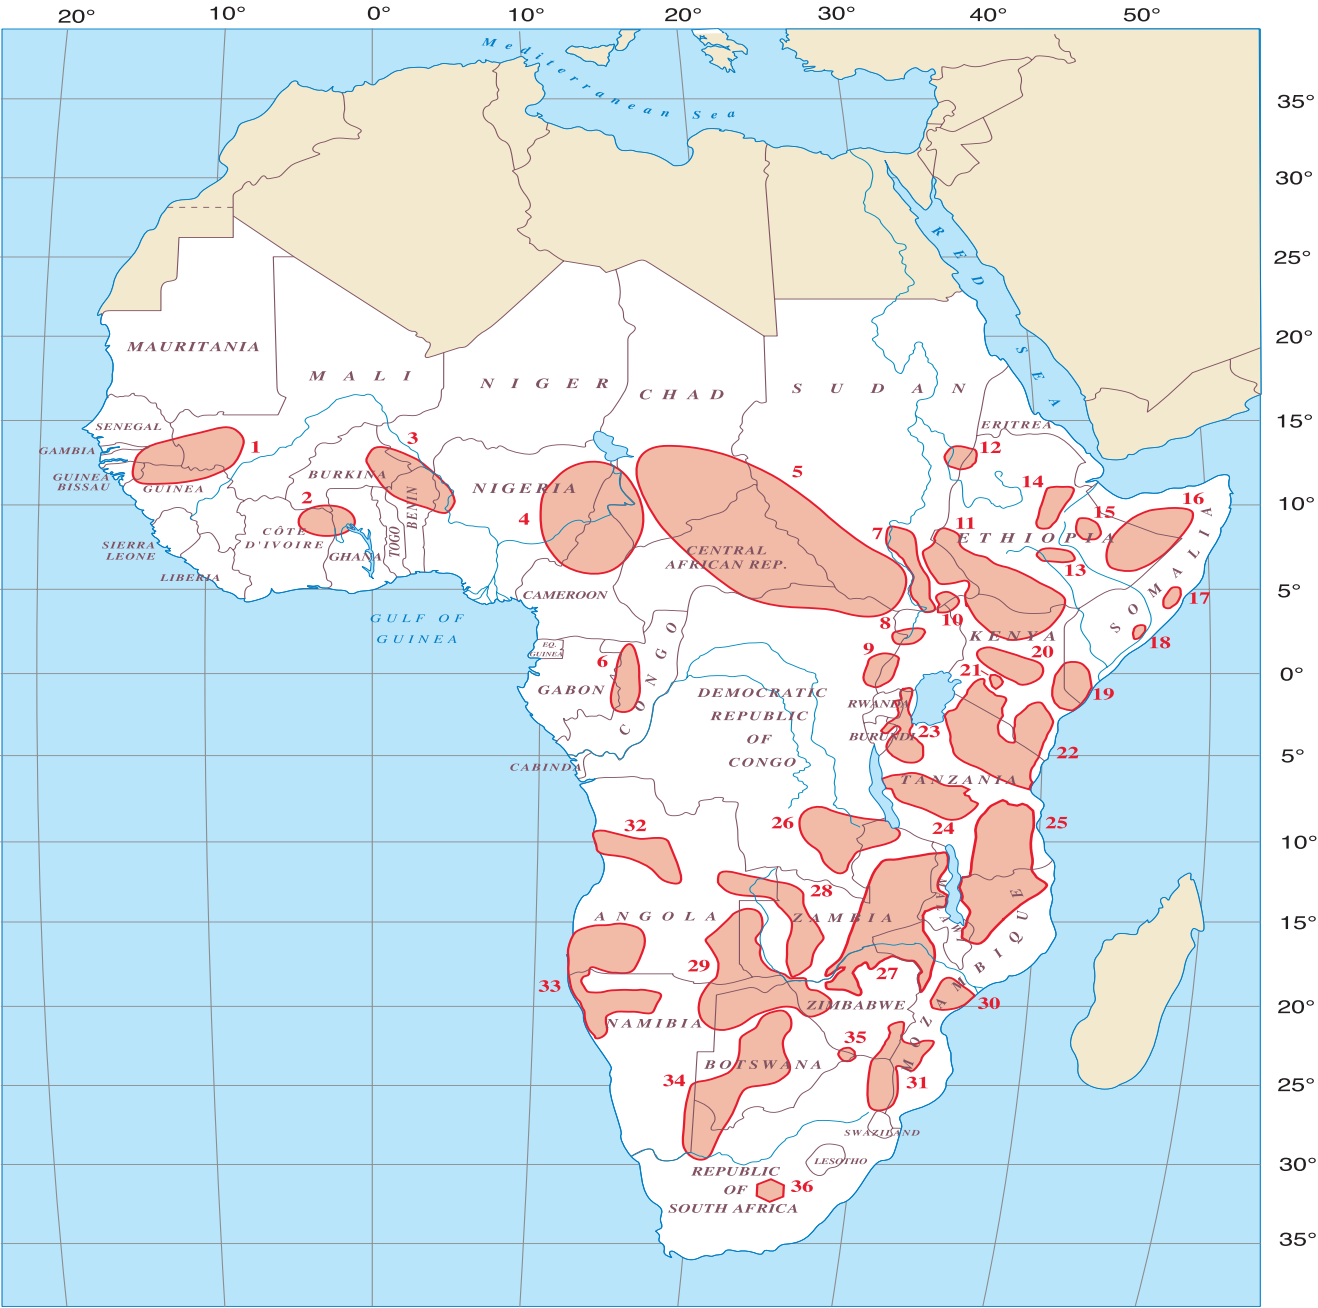 20°
10°
0°
10°
20°
30°
40°
50°
Mediterranean Sea
35°
30°
25°
20°
15°
10°
5°
0°
5°
10°
15°
20°
25°
30°
35°
RED SEA
MAURITANIA
MALI
NIGER
CHAD
SUDAN
ERITREA
SENEGAL
GAMBIA
GUINEA
BISSAU
GUINEA
SIERRA
LEONE
LIBERIA
CÔTE
D'IVOIRE
BURKINA
GHANA
TOGO
BENIN
NIGERIA
CAMEROON
CENTRAL
AFRICAN REP.
ETHIOPIA
SOMALIA
GULF OF
GUINEA
EQ.
GUINEA
GABON
CONGO
CABINDA
DEMOCRATIC
REPUBLIC
OF
CONGO
RWANDA
BURUNDI
KENYA
TANZANIA
ANGOLA
ZAMBIA
MALAWI
MOZAMBIQUE
ZIMBABWE
NAMIBIA
BOTSWANA
SWAZILAND
LESOTHO
REPUBLIC
OF
SOUTH AFRICA
1
2
3
4
5
6
7
8
9
10
11
12
13
14
15
16
17
18
19
20
21
22
23
24
25
26
27
28
29
30
31
32
33
34
35
36